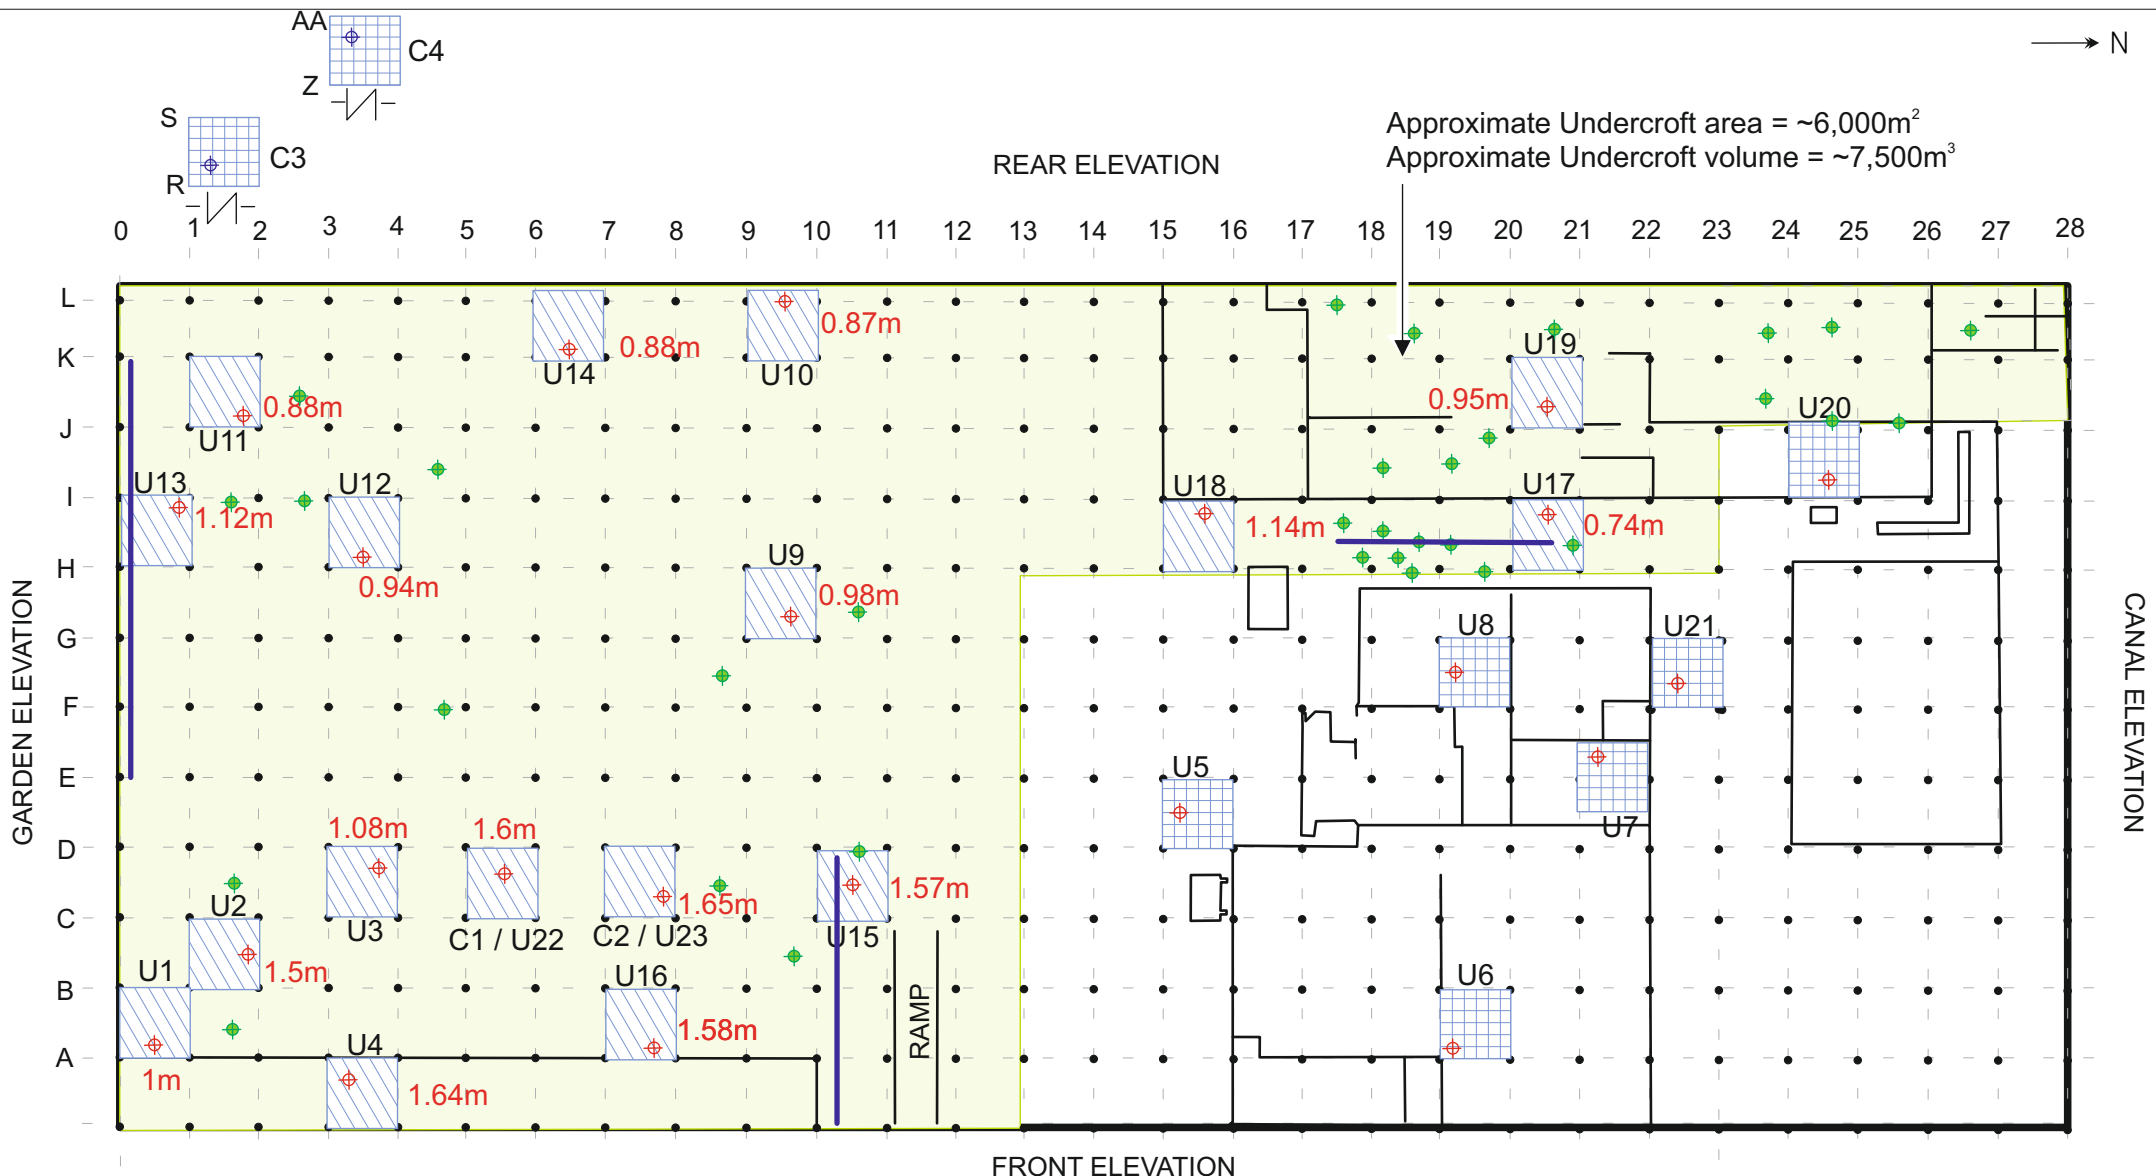 AA
C4
Z
N
S
C3
R
Approximate Undercroft area = ~6,000m²
Approximate Undercroft volume = ~7,500m³
REAR ELEVATION
0 1 2 3 4 5 6 7 8 9 10 11 12 13 14 15 16 17 18 19 20 21 22 23 24 25 26 27 28
L
0.88m
0.87m
U19
K
U14
U10
0.88m
0.95m
U20
J
U11
U13
U12
U18
U17
I
1.12m
1.14m
0.74m
H
U9
0.94m
0.98m
G
U8
U21
F
GARDEN ELEVATION
CANAL ELEVATION
E
U5
1.08m
1.6m
U7
D
1.57m
U2
1.65m
C
U3
C1 / U22
C2 / U23
U15
U1
1.5m
U16
U6
B
RAMP
1.58m
A
U4
1m
1.64m
FRONT ELEVATION